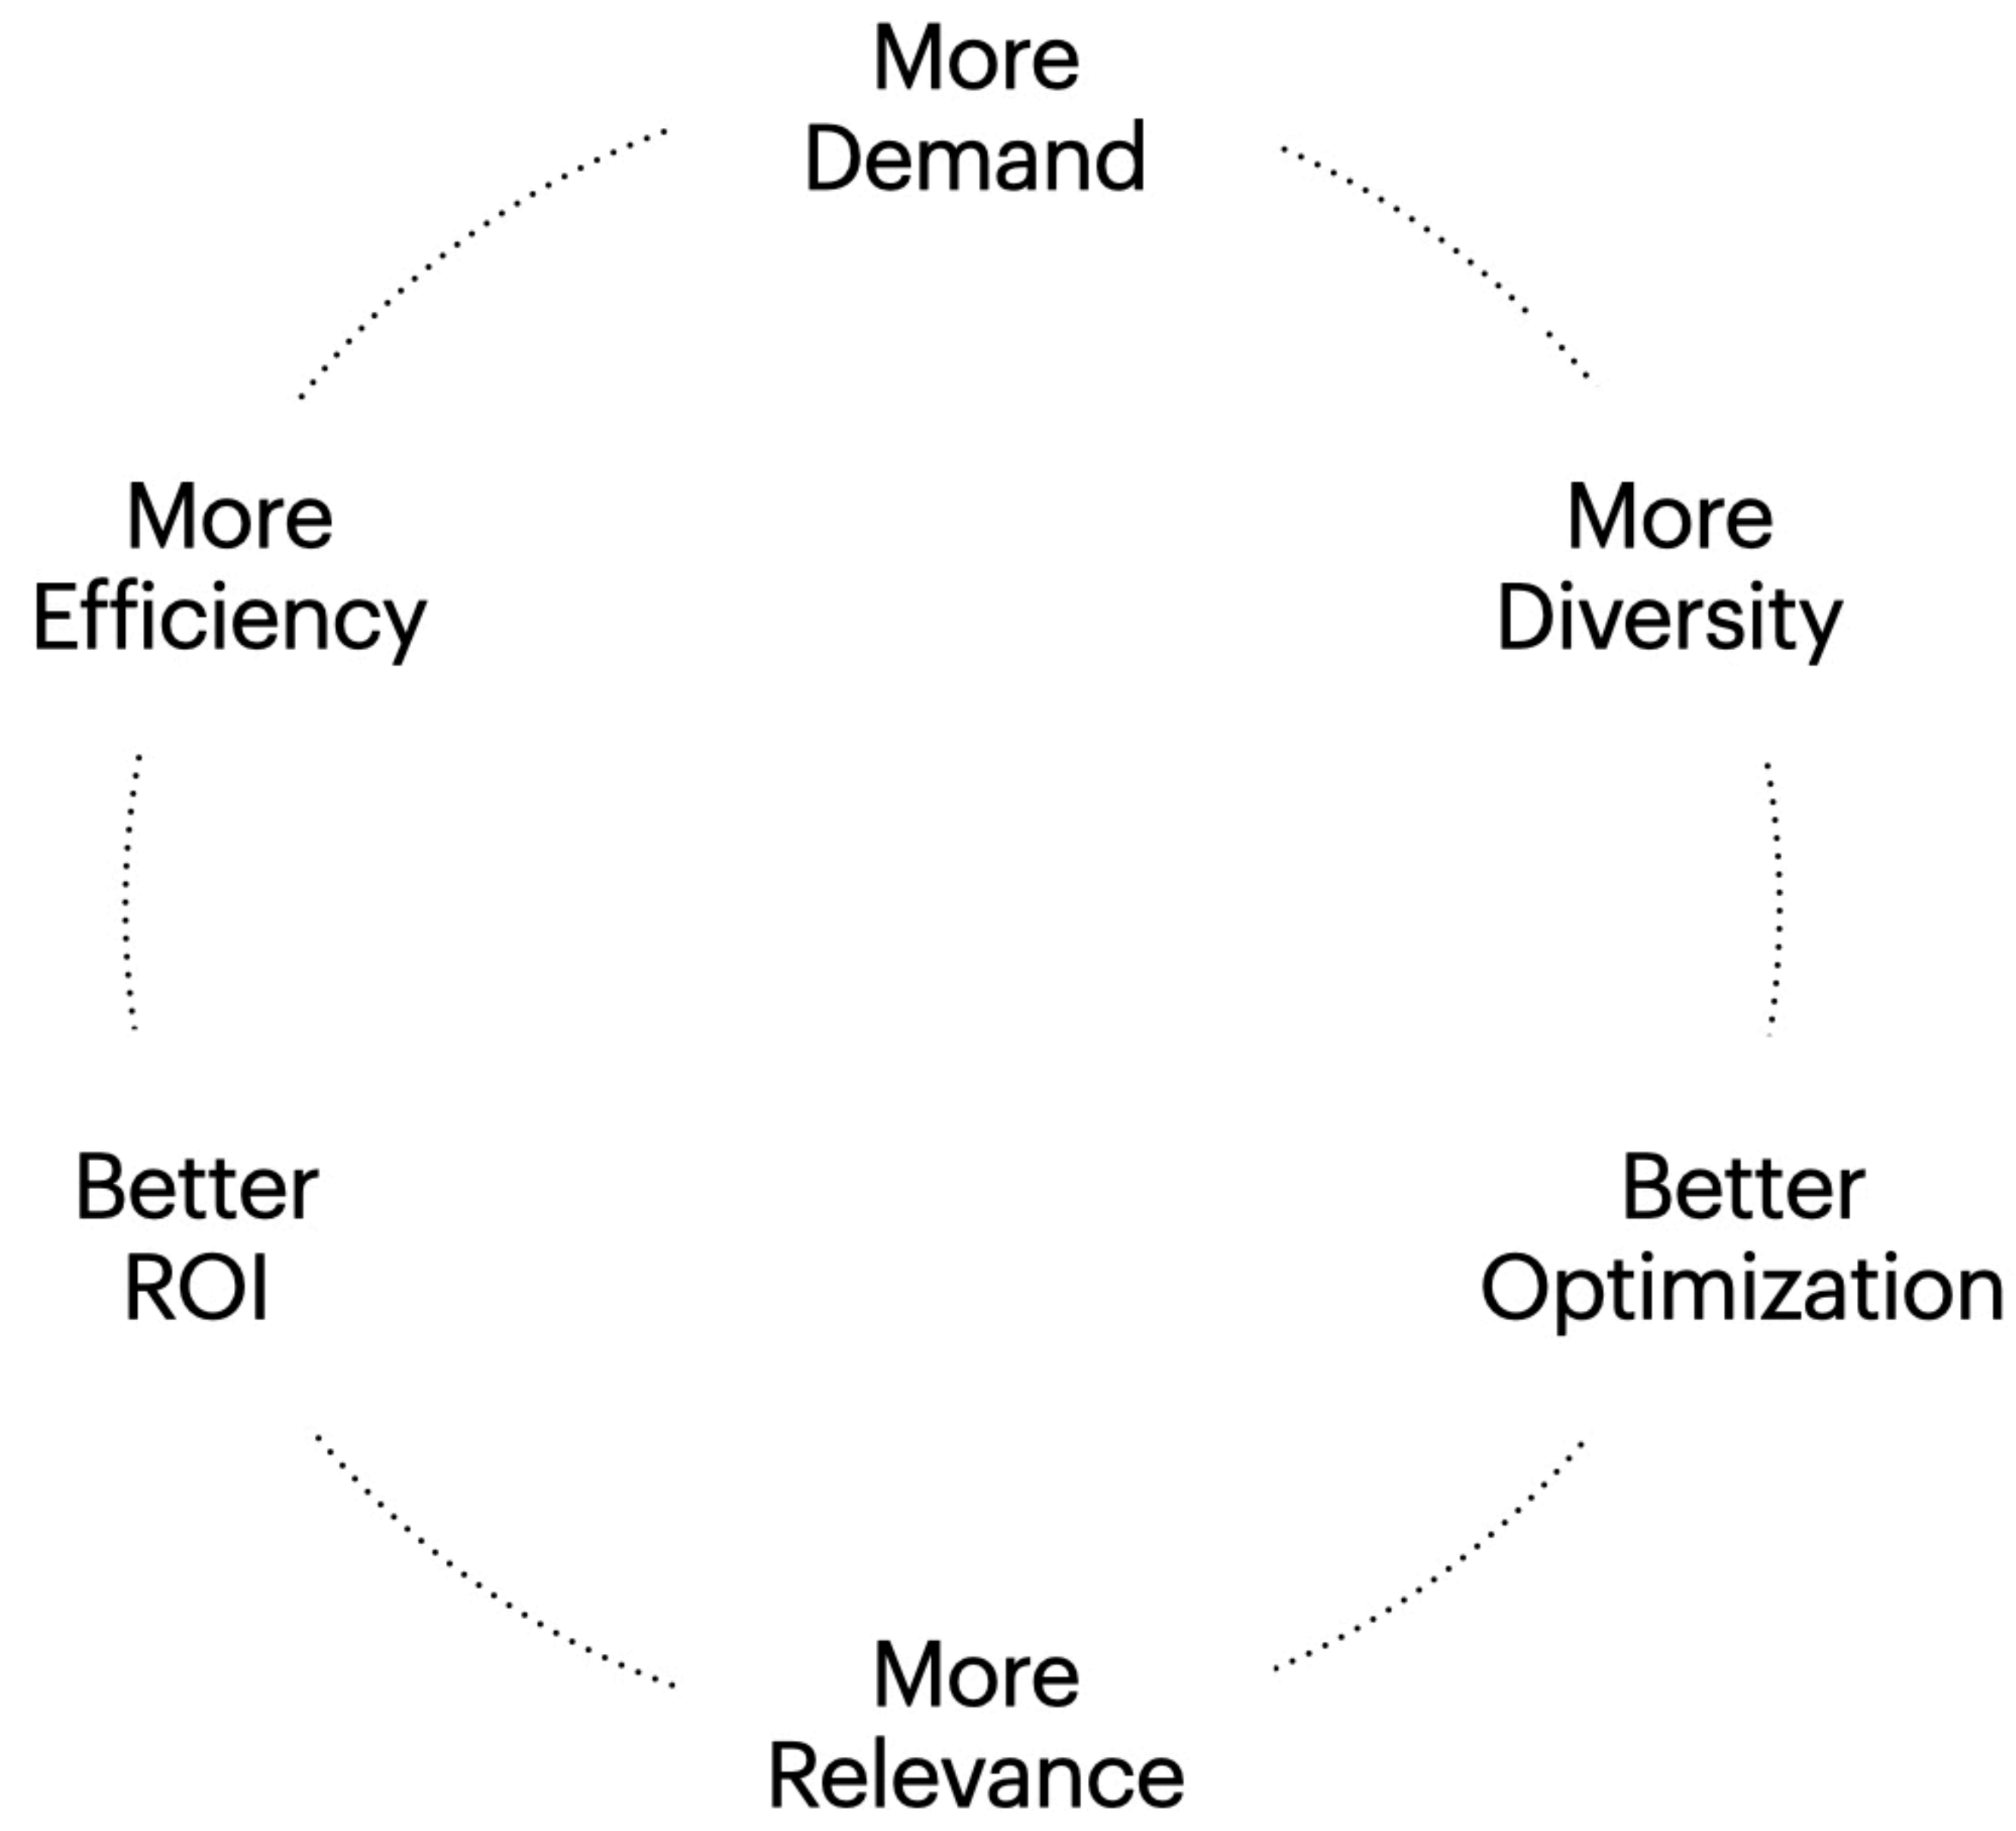 More
Demand
More
Diversity
Better
Optimization
More
Relevance
Better
ROI
More
Efficiency